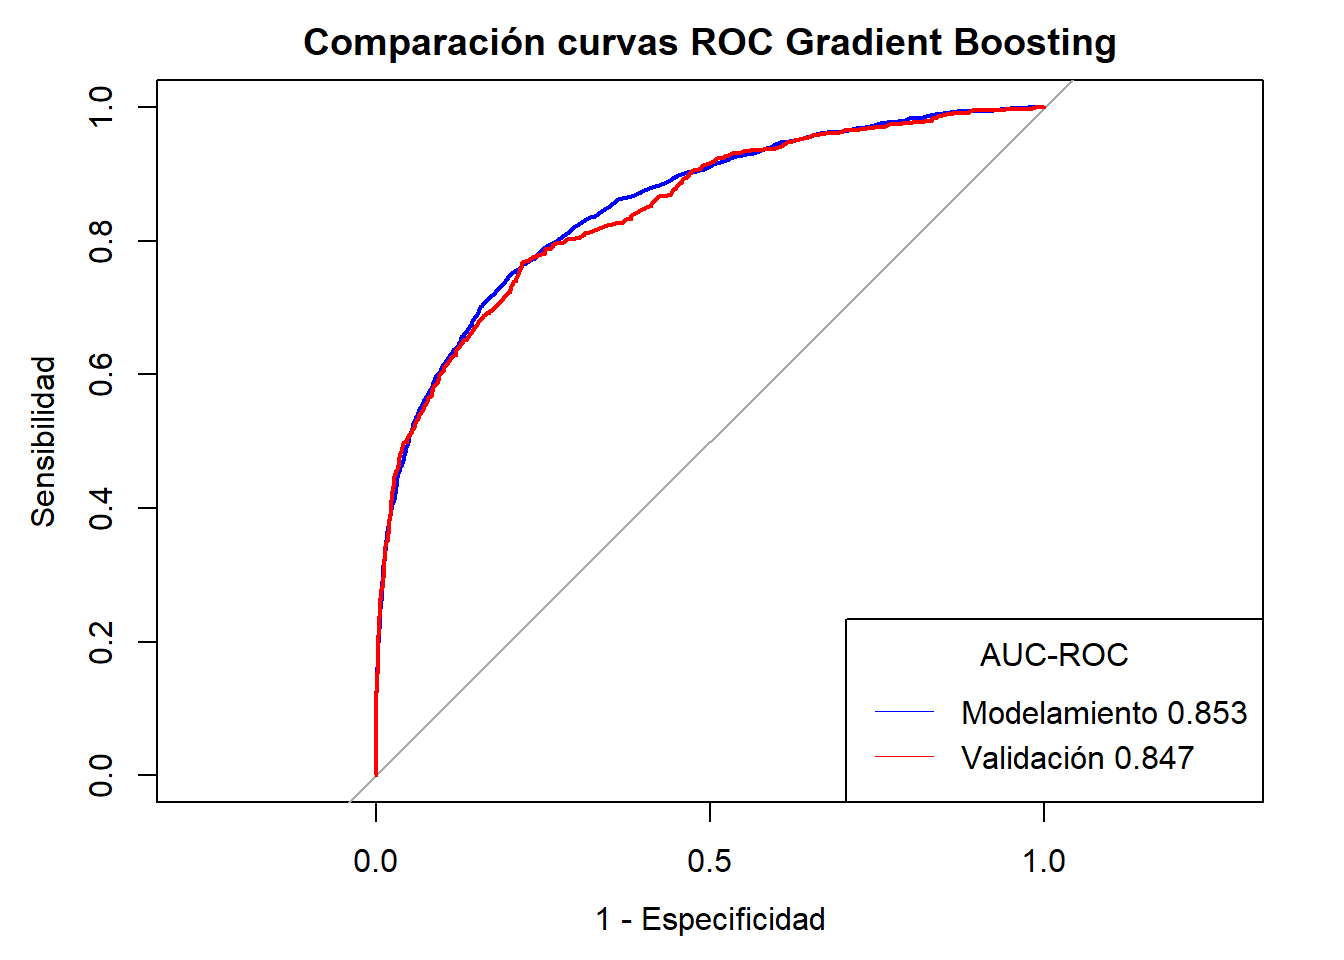 Comparación curvas ROC Gradient Boosting
Sensibilidad
1.0
0.8
0.6
0.4
0.2
0.0
AUC-ROC
Modelamiento 0.853
Validación 0.847
0.0 0.5 1.0
1 - Especificidad